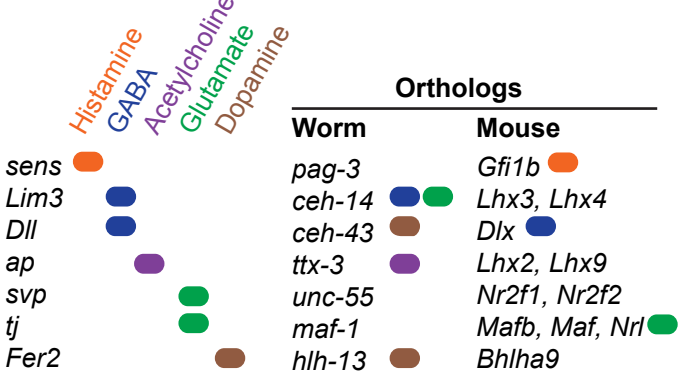 Histamine
GABA
Acetylcholine
Glutamate
Dopamine
Orthologs
Worm Mouse
sens pag-3 Gfi1b
Lim3 ceh-14 Lhx3, Lhx4
Dll ceh-43 Dlx
ap ttx-3 Lhx2, Lhx9
svp unc-55 Nr2f1, Nr2f2
tj maf-1 Mafb, Maf, Nrl
Fer2 hlh-13 Bhlha9